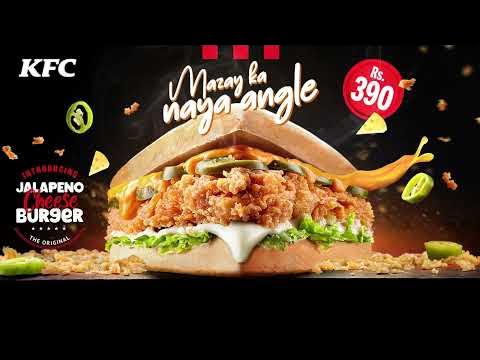 KFC
Mazay ka
naya angle
Rs.
390
INTRODUCING
JALAPENO
Cheese
BURGER
THE ORIGINAL